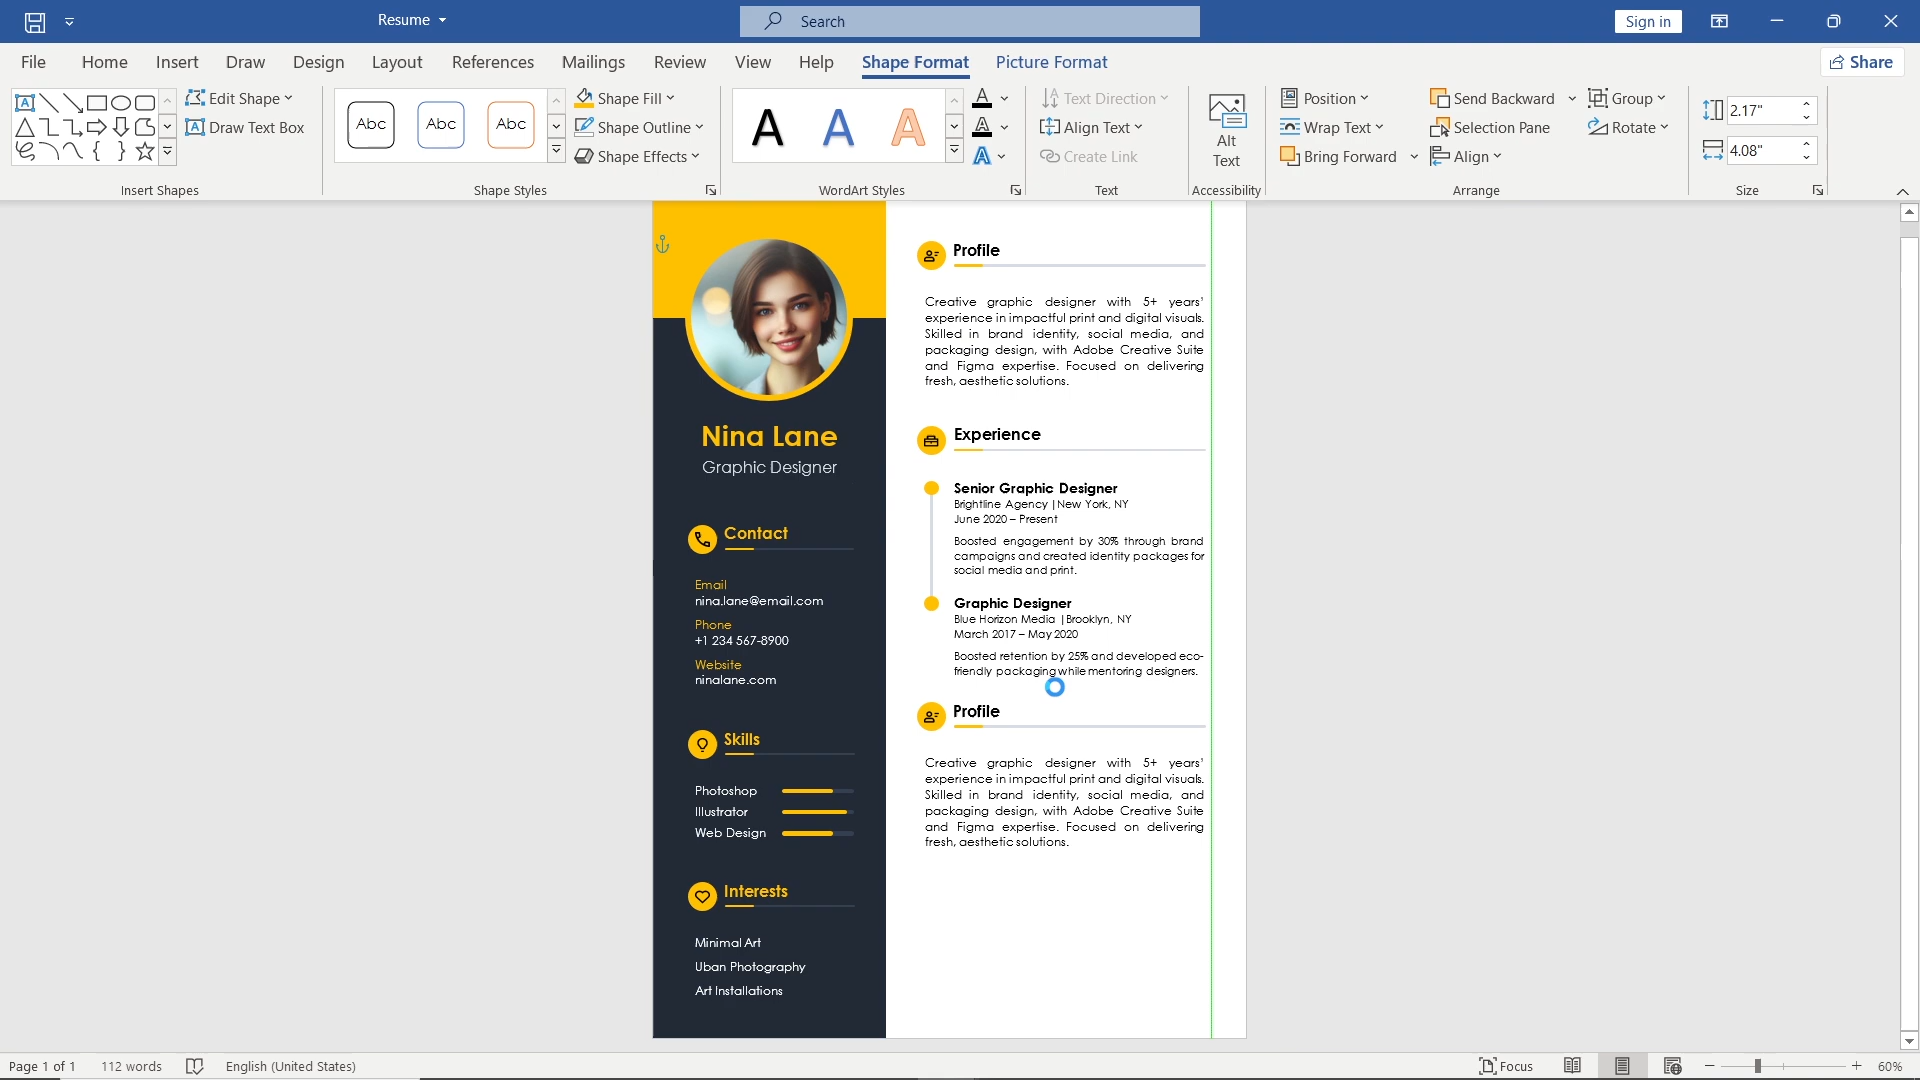 Resume
Search
Sign in
File
Home
Insert
Draw
Design
Layout
References
Mailings
Review
View
Help
Shape Format
Picture Format
Share
A
Edit Shape
Draw Text Box
Insert Shapes
Abc
Abc
Abc
Shape Fill
Shape Outline
Shape Effects
Shape Styles
A
A
A
A
A
A
WordArt Styles
Text Direction
Align Text
Create Link
Text
Alt
Text
Accessibility
Position
Wrap Text
Bring Forward
Send Backward
Selection Pane
Align
Group
Rotate
Arrange
2.17"
4.08"
Size
Nina Lane
Graphic Designer
Contact
Email
nina.lane@email.com
Phone
+1 234 567-8900
Website
ninalane.com
Skills
Photoshop
Illustrator
Web Design
Interests
Minimal Art
Uban Photography
Art Installations
Profile
Creative graphic designer with 5+ years'
experience in impactful print and digital visuals.
Skilled in brand identity, social media, and
packaging design, with Adobe Creative Suite
and Figma expertise. Focused on delivering
fresh, aesthetic solutions.
Experience
Senior Graphic Designer
Brightline Agency |New York, NY
June 2020 – Present
Boosted engagement by 30% through brand
campaigns and created identity packages for
social media and print.
Graphic Designer
Blue Horizon Media |Brooklyn, NY
March 2017 – May 2020
Boosted retention by 25% and developed eco-
friendly packaging while mentoring designers.
Profile
Creative graphic designer with 5+ years'
experience in impactful print and digital visuals.
Skilled in brand identity, social media, and
packaging design, with Adobe Creative Suite
and Figma expertise. Focused on delivering
fresh, aesthetic solutions.
Page 1 of 1
112 words
English (United States)
Focus
60%